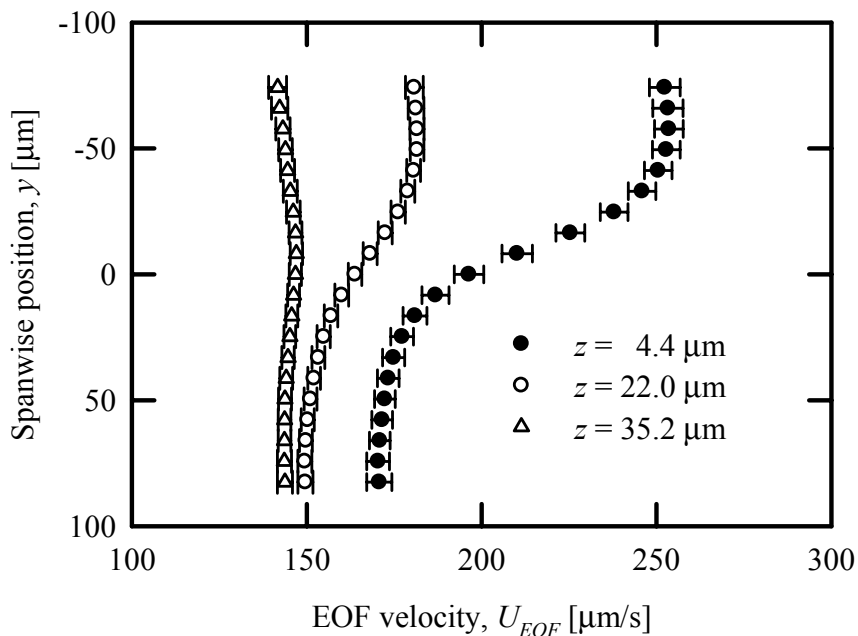 -100
-50
0
50
100
Spanwise position, y [μm]
z = 4.4 μm
z = 22.0 μm
z = 35.2 μm
100 150 200 250 300
EOF velocity, U_EOF [μm/s]